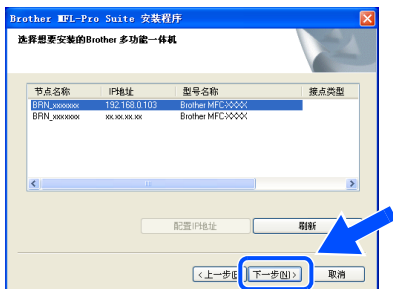 Brother MFL-Pro Suite 安装程序
选择想要安装的Brother 多功能一体机
节点名称 IP地址 型号名称 接点类型
BRN_xxxxxxx 192.168.0.103 Brother MFC-XXXX
BRN_xxxxxxx xx.xx.xx.xx Brother MFC-XXXX
配置IP地址 刷新
<上一步(B) 下一步(N)> 取消